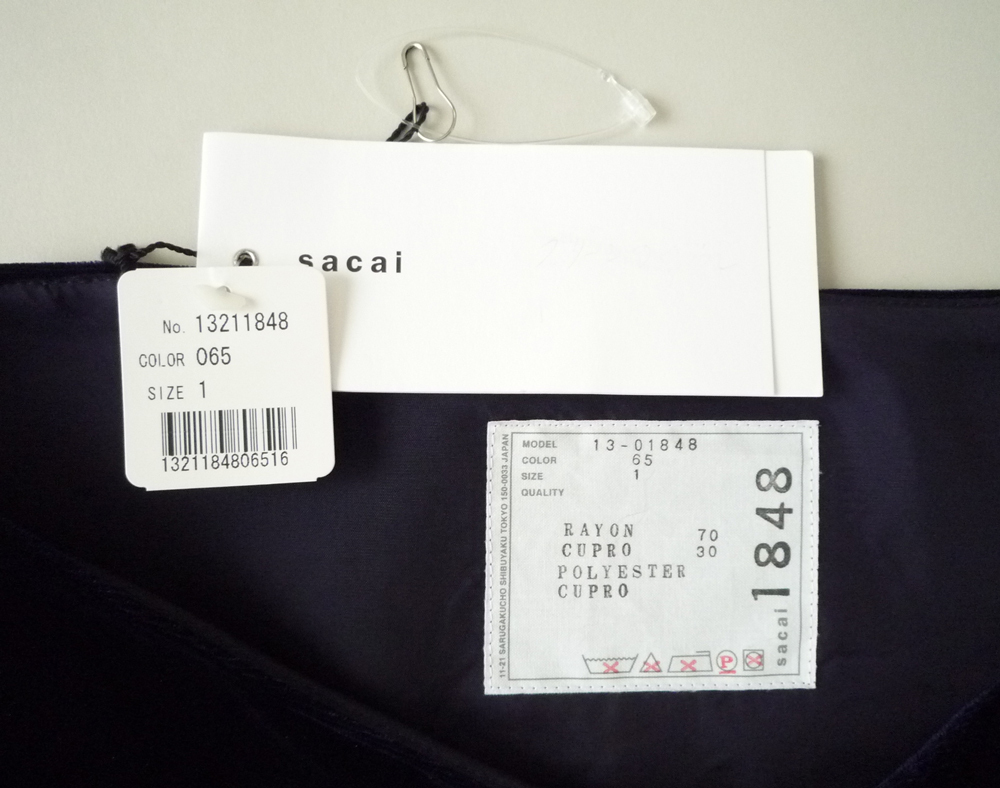 sacai
No. 13211848
COLOR 065
SIZE 1
1321184806516
MODEL 13-01848
COLOR 65
SIZE 1
QUALITY
RAYON 70
CUPRO 30
POLYESTER
CUPRO
P
sacai 1848
11-21 SARUGAKUCHO SHIBUYAKU TOKYO 150-0033 JAPAN